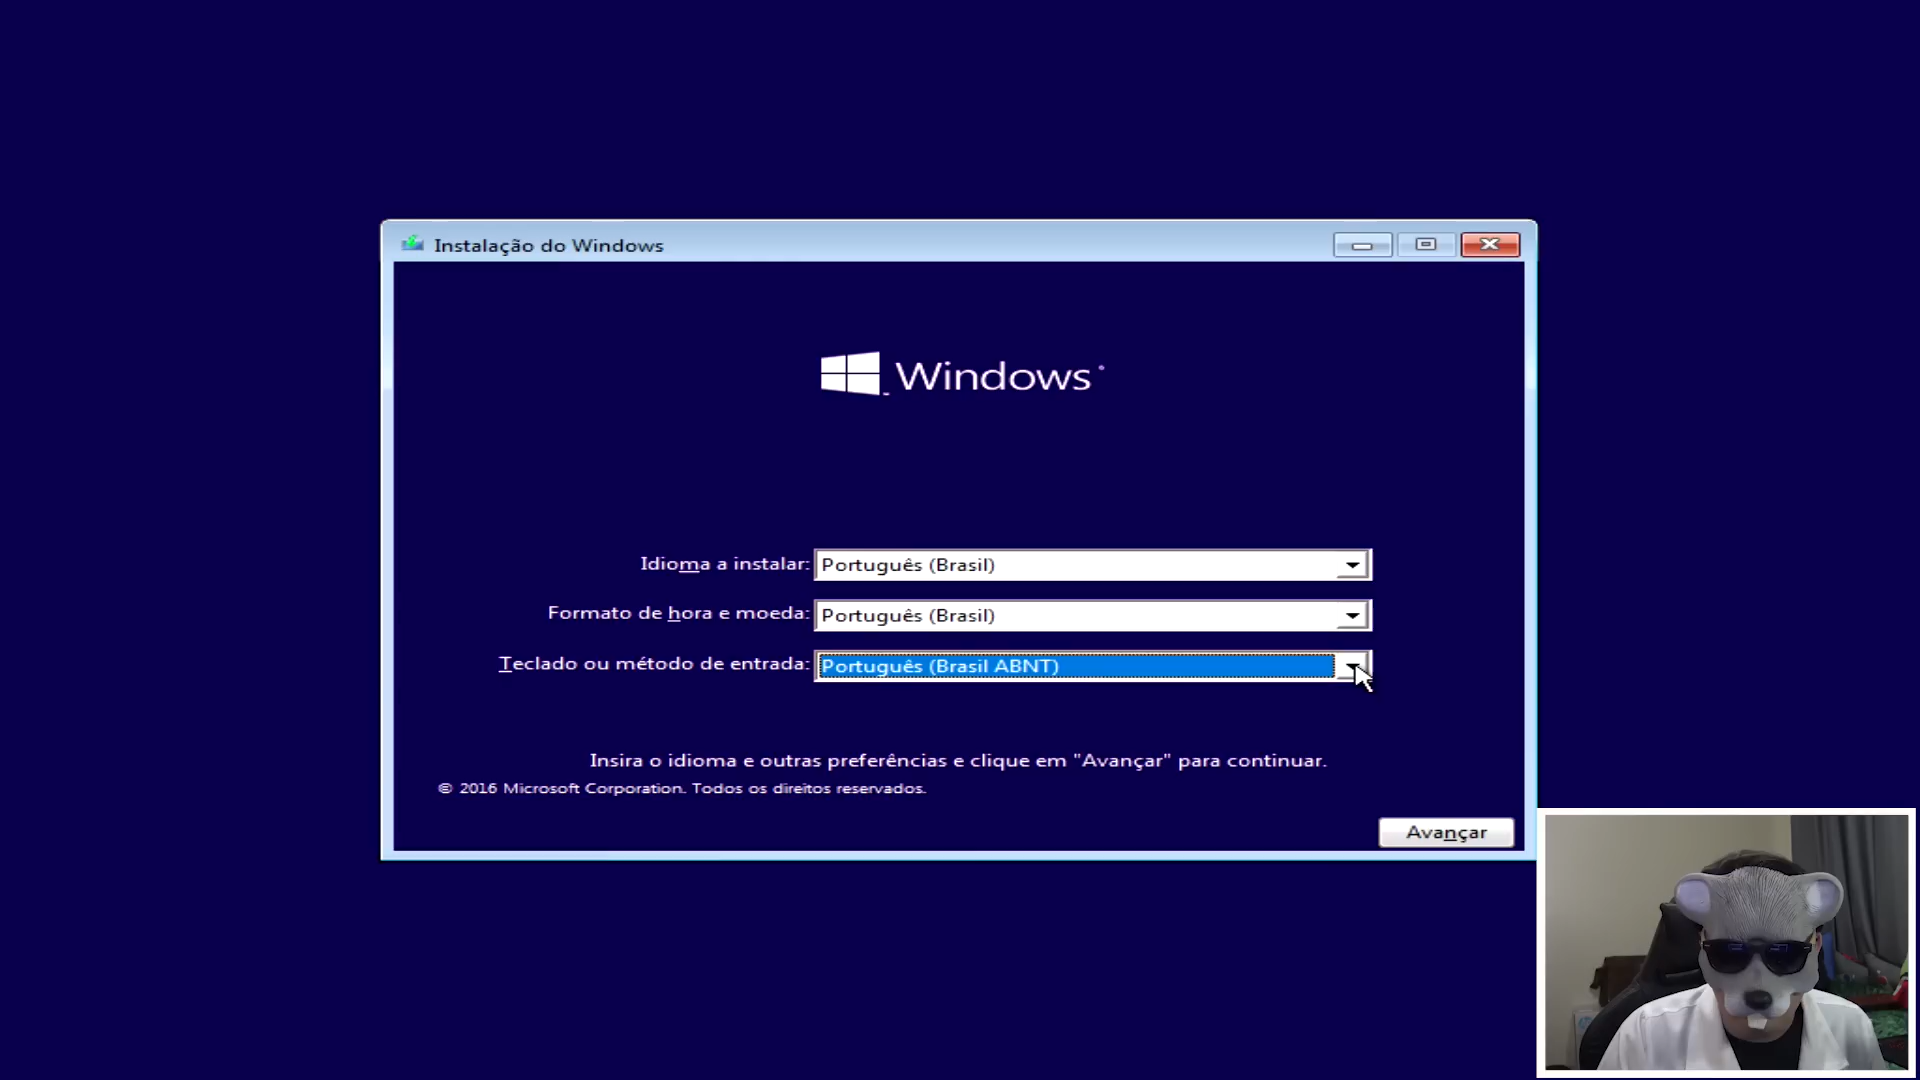 Instalação do Windows
Windows
Idioma a instalar: Português (Brasil)
Formato de hora e moeda: Português (Brasil)
Teclado ou método de entrada: Português (Brasil ABNT)
Insira o idioma e outras preferências e clique em "Avançar" para continuar.
© 2016 Microsoft Corporation. Todos os direitos reservados.
Avançar